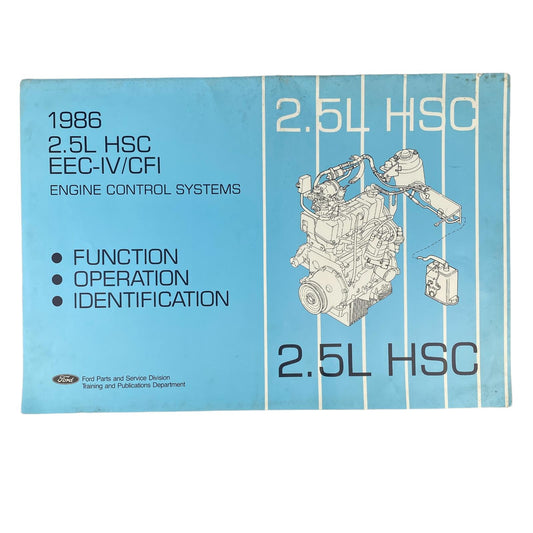 1986
2.5L HSC
EEC-IV/CFI
ENGINE CONTROL SYSTEMS
● FUNCTION
● OPERATION
● IDENTIFICATION
Ford
Ford Parts and Service Division
Training and Publications Department
2.5L HSC
2.5L HSC